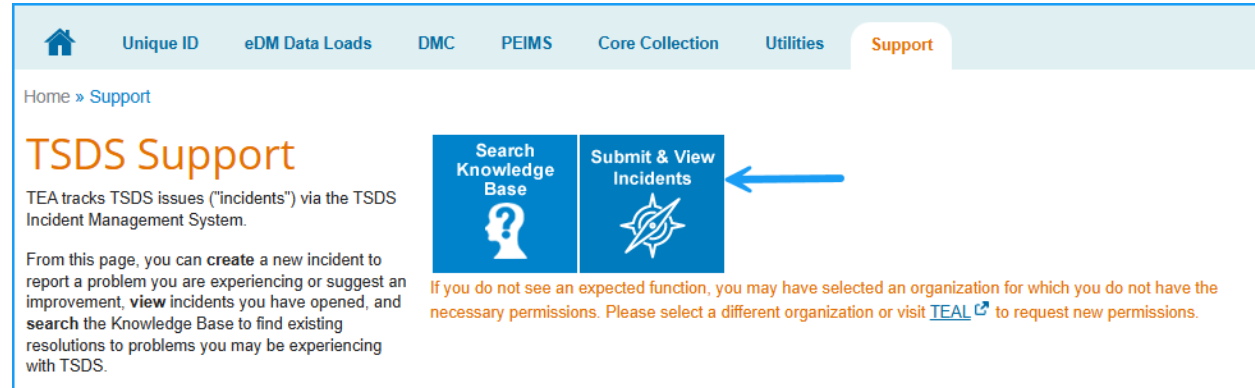 Unique ID eDM Data Loads DMC PEIMS Core Collection Utilities Support
Home » Support
TSDS Support
TEA tracks TSDS issues ("incidents") via the TSDS
Incident Management System.
From this page, you can create a new incident to
report a problem you are experiencing or suggest an
improvement, view incidents you have opened, and
search the Knowledge Base to find existing
resolutions to problems you may be experiencing
with TSDS.
Search
Knowledge
Base
Submit & View
Incidents
If you do not see an expected function, you may have selected an organization for which you do not have the
necessary permissions. Please select a different organization or visit TEAL to request new permissions.